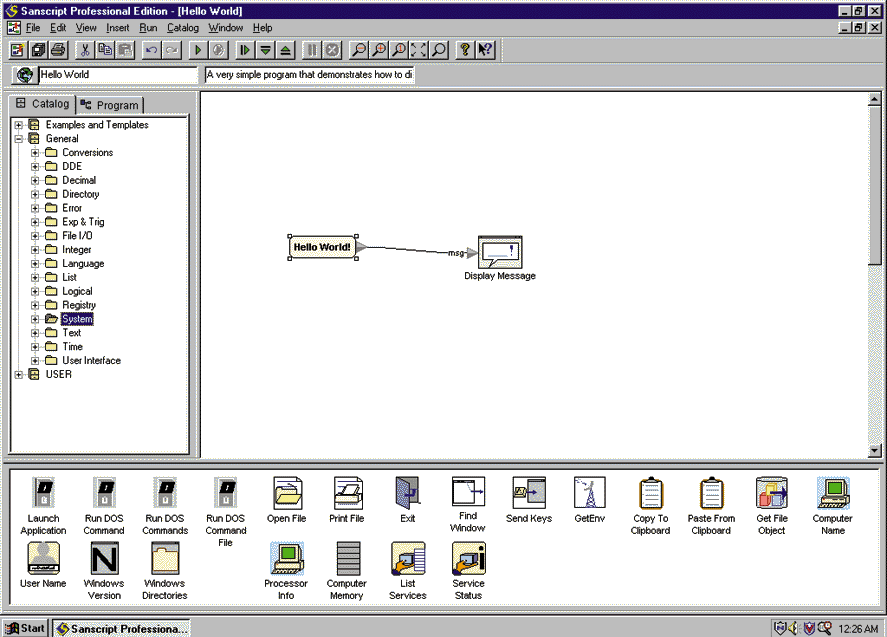 Sanscript Professional Edition - [Hello World]
File Edit View Insert Run Catalog Window Help
Hello World
A very simple program that demonstrates how to di
Catalog Program
Examples and Templates
General
Conversions
DDE
Decimal
Directory
Error
Exp & Trig
File I/O
Integer
Language
List
Logical
Registry
System
Text
Time
User Interface
USER
Hello World!
msg
Display Message
Launch Application
Run DOS Command
Run DOS Commands
Run DOS Command File
Open File
Print File
Exit
Find Window
Send Keys
GetEnv
Copy To Clipboard
Paste From Clipboard
Get File Object
Computer Name
User Name
Windows Version
Windows Directories
Processor Info
Computer Memory
List Services
Service Status
Start
Sanscript Professiona...
12:26 AM